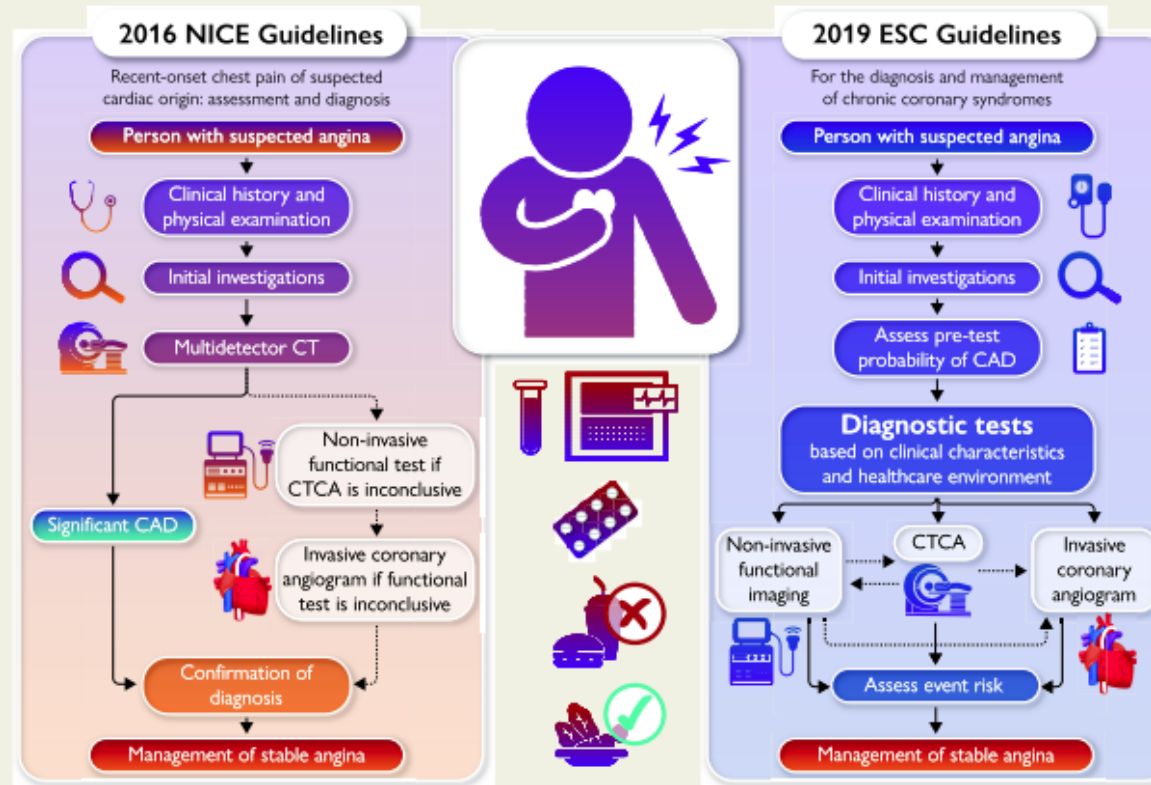 2016 NICE Guidelines
Recent-onset chest pain of suspected
cardiac origin: assessment and diagnosis
Person with suspected angina
Clinical history and
physical examination
Initial investigations
Multidetector CT
Non-invasive
functional test if
CTCA is inconclusive
Significant CAD
Invasive coronary
angiogram if functional
test is inconclusive
Confirmation of
diagnosis
Management of stable angina
2019 ESC Guidelines
For the diagnosis and management
of chronic coronary syndromes
Person with suspected angina
Clinical history and
physical examination
Initial investigations
Assess pre-test
probability of CAD
Diagnostic tests
based on clinical characteristics
and healthcare environment
Non-invasive
functional
imaging
CTCA
Invasive
coronary
angiogram
Assess event risk
Management of stable angina